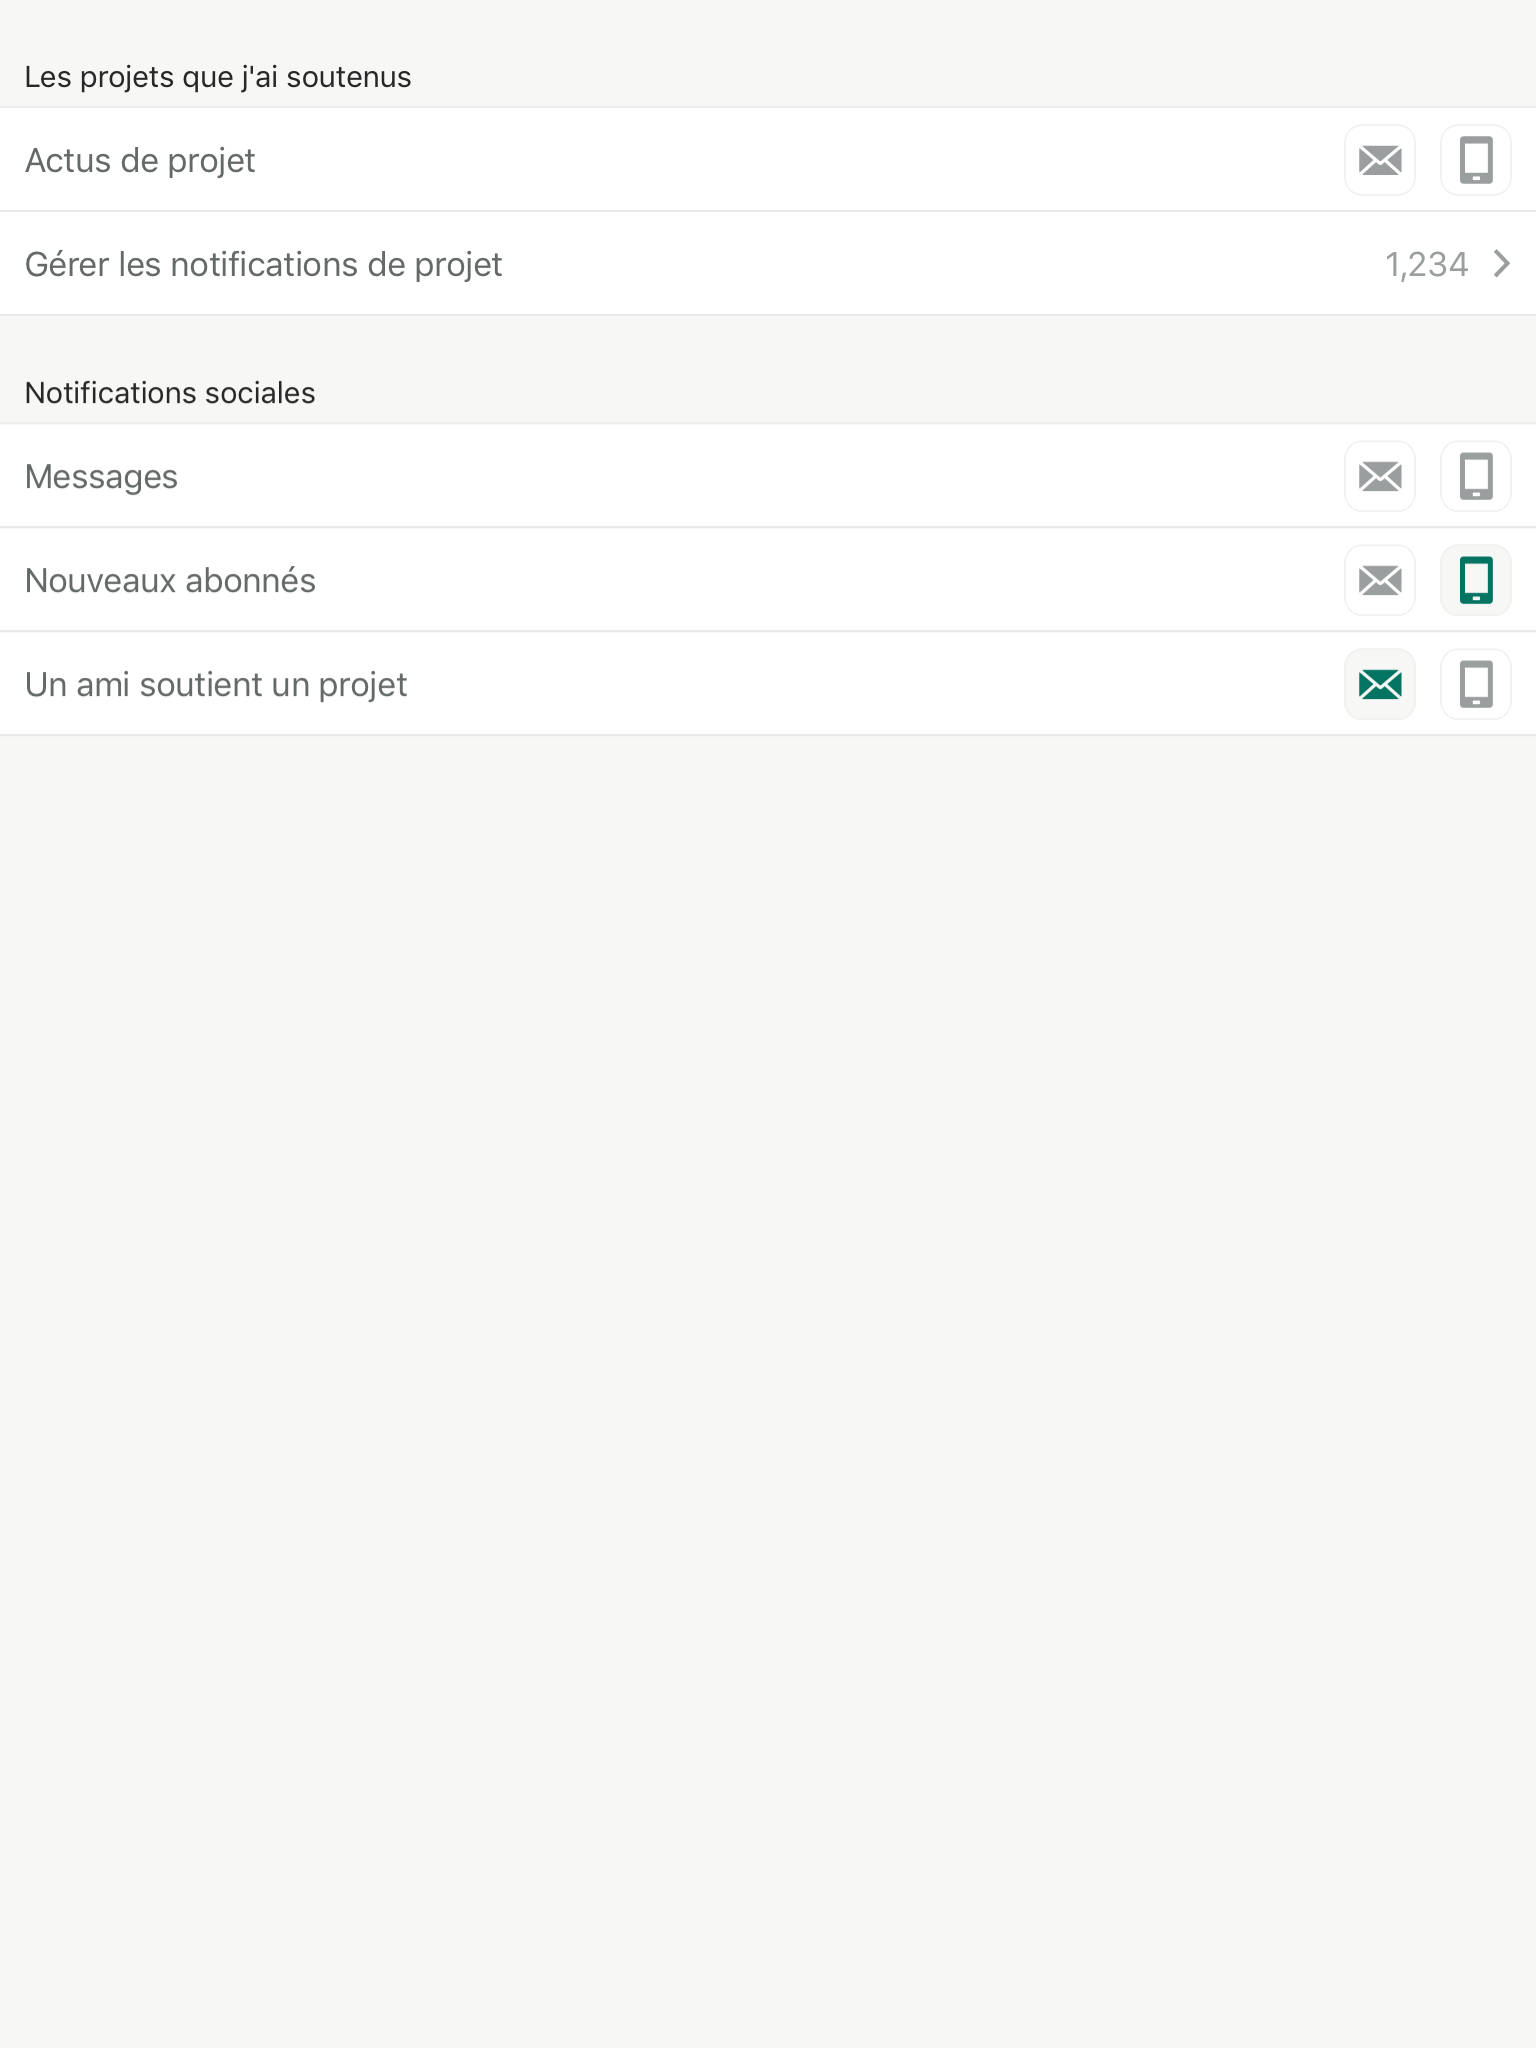 Les projets que j'ai soutenus
Actus de projet
Gérer les notifications de projet 1,234
Notifications sociales
Messages
Nouveaux abonnés
Un ami soutient un projet